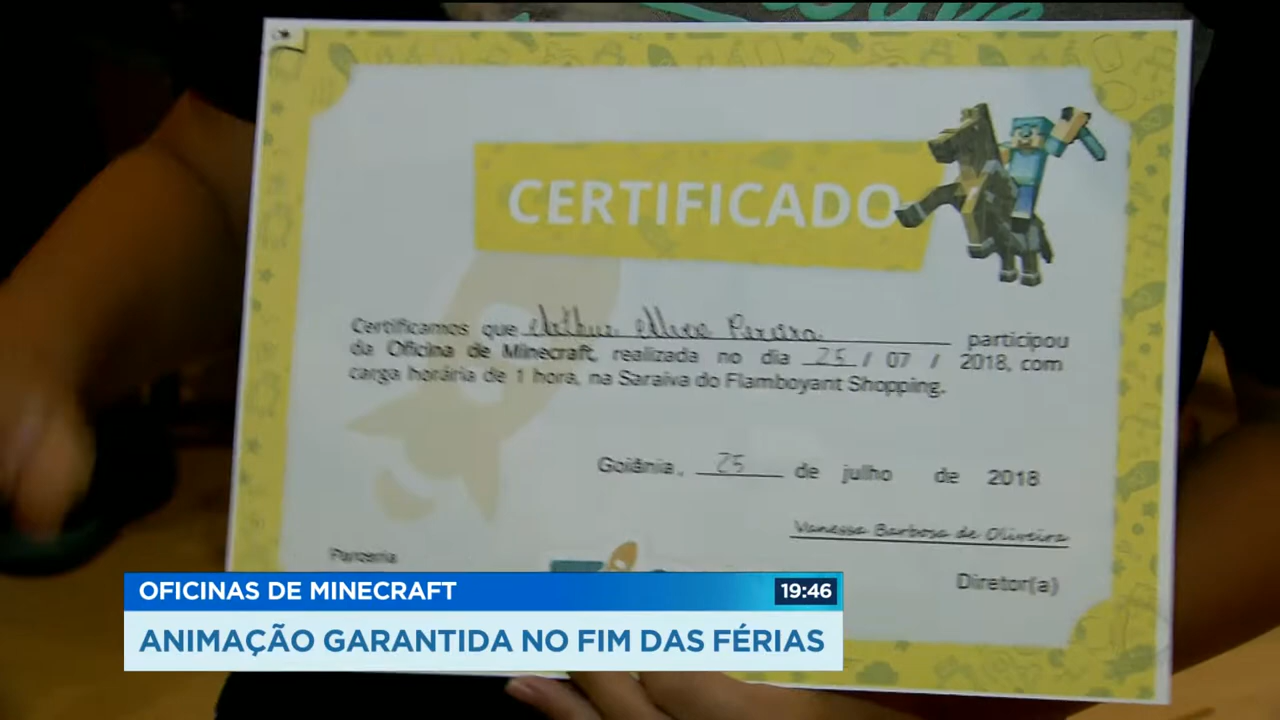 CERTIFICADO
Certificamos que Arthur Pereira participou
da Oficina de Minecraft, realizada no dia 25 / 07 / 2018, com
carga horária de 1 hora, na Saraiva do Flamboyant Shopping.
Goiânia, 25 de julho de 2018
Vanessa Barbosa de Oliveira
Diretor(a)
Parceria
OFICINAS DE MINECRAFT 19:46
ANIMAÇÃO GARANTIDA NO FIM DAS FÉRIAS